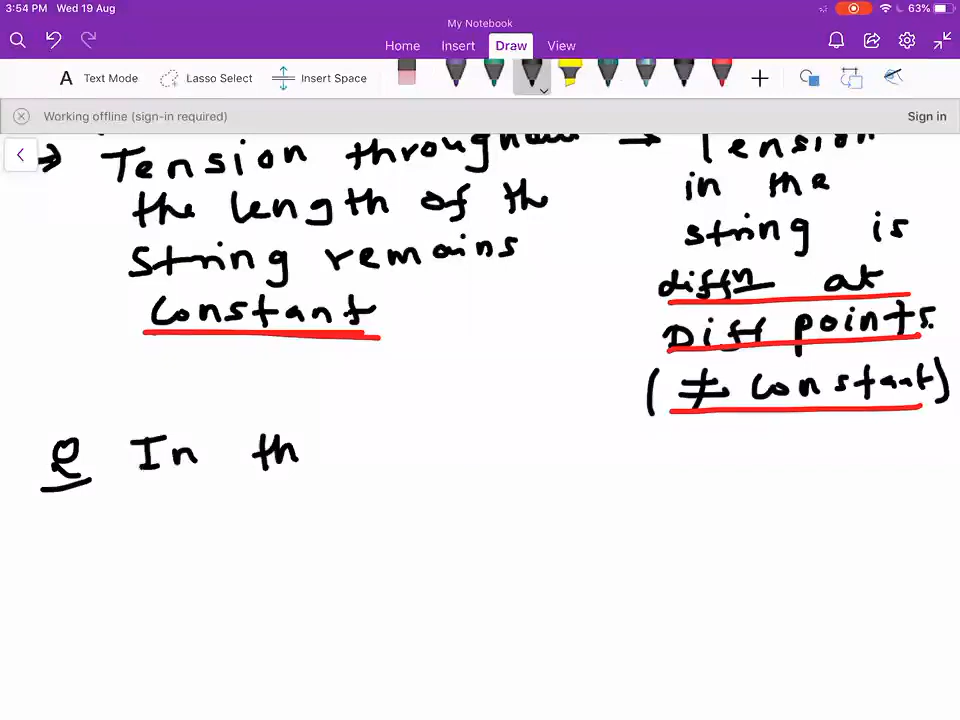 3:54 PM Wed 19 Aug
63%
My Notebook
Home Insert Draw View
A Text Mode
Lasso Select
Insert Space
Working offline (sign-in required)
Sign in
→ Tension throughout
the length of the
string remains
constant
→ Tension
in the
string is
diffn at
Diff points.
(≠ constant)
Q In th